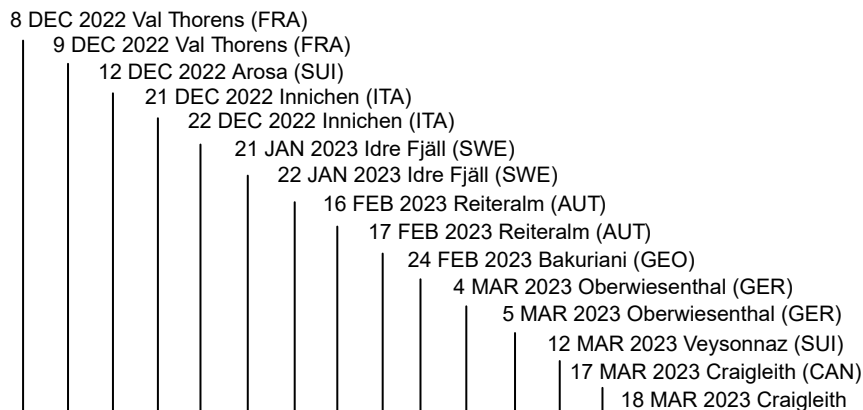 8 DEC 2022 Val Thorens (FRA)
9 DEC 2022 Val Thorens (FRA)
12 DEC 2022 Arosa (SUI)
21 DEC 2022 Innichen (ITA)
22 DEC 2022 Innichen (ITA)
21 JAN 2023 Idre Fjäll (SWE)
22 JAN 2023 Idre Fjäll (SWE)
16 FEB 2023 Reiteralm (AUT)
17 FEB 2023 Reiteralm (AUT)
24 FEB 2023 Bakuriani (GEO)
4 MAR 2023 Oberwiesenthal (GER)
5 MAR 2023 Oberwiesenthal (GER)
12 MAR 2023 Veysonnaz (SUI)
17 MAR 2023 Craigleith (CAN)
18 MAR 2023 Craigleith